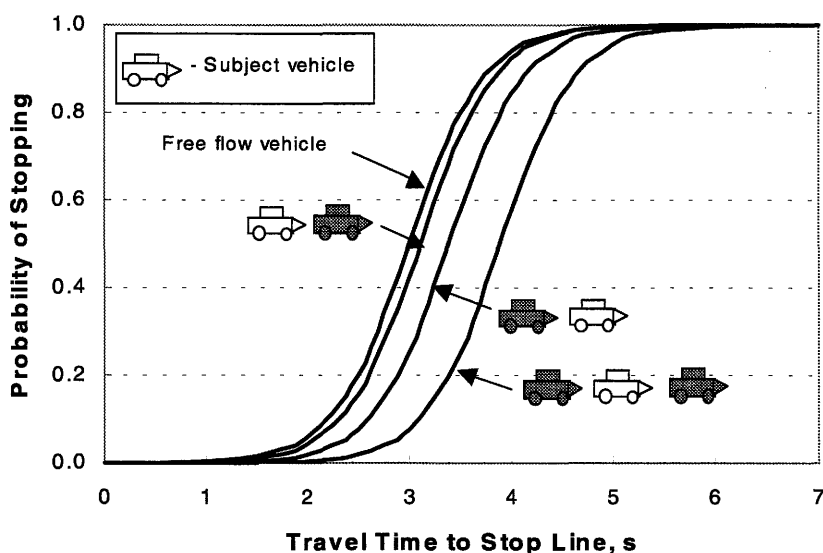 1.0
0.8
0.6
0.4
0.2
0.0
Probability of Stopping
- Subject vehicle
Free flow vehicle
0 1 2 3 4 5 6 7
Travel Time to Stop Line, s